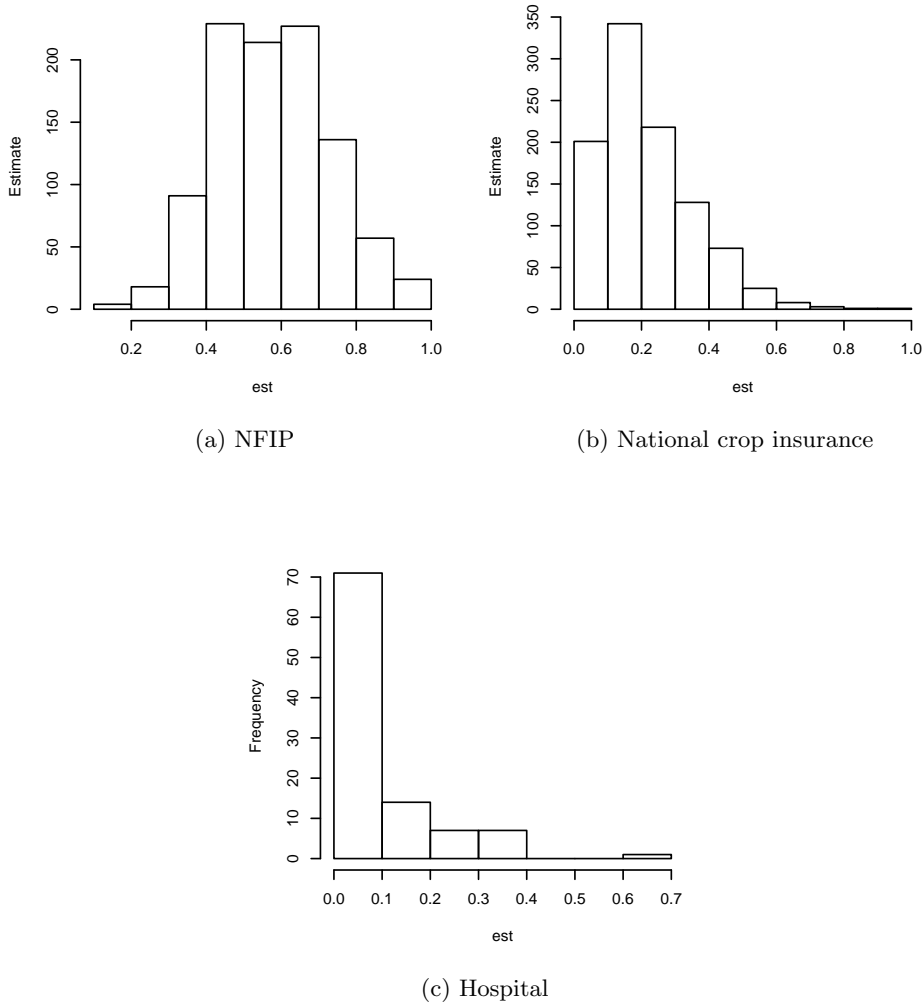 Estimate
0 50 100 150 200
0.2 0.4 0.6 0.8 1.0
est
(a) NFIP
Estimate
0 50 100 150 200 250 300 350
0.0 0.2 0.4 0.6 0.8 1.0
est
(b) National crop insurance
Frequency
0 10 20 30 40 50 60 70
0.0 0.1 0.2 0.3 0.4 0.5 0.6 0.7
est
(c) Hospital